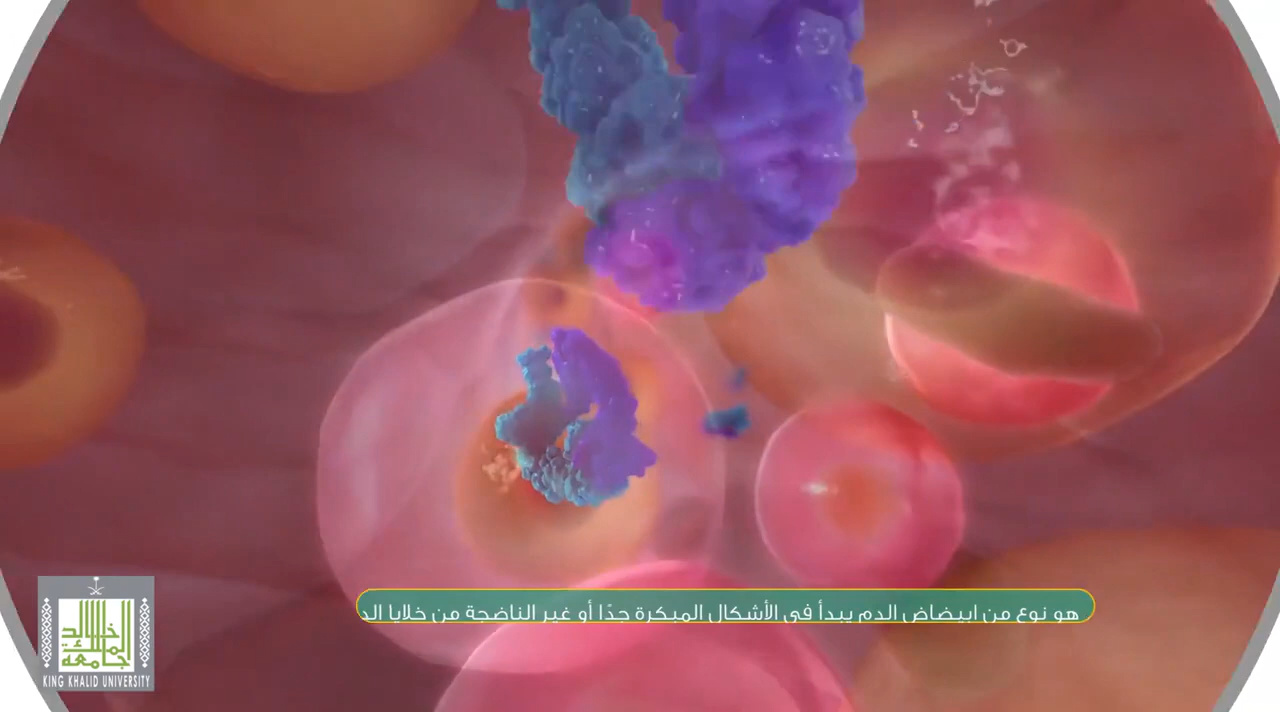 هو نوع من ابيضاض الدم يبدأ في الأشكال المبكرة جدًا أو غير الناضجة من خلايا الد
جامعة الملك خالد
KING KHALID UNIVERSITY